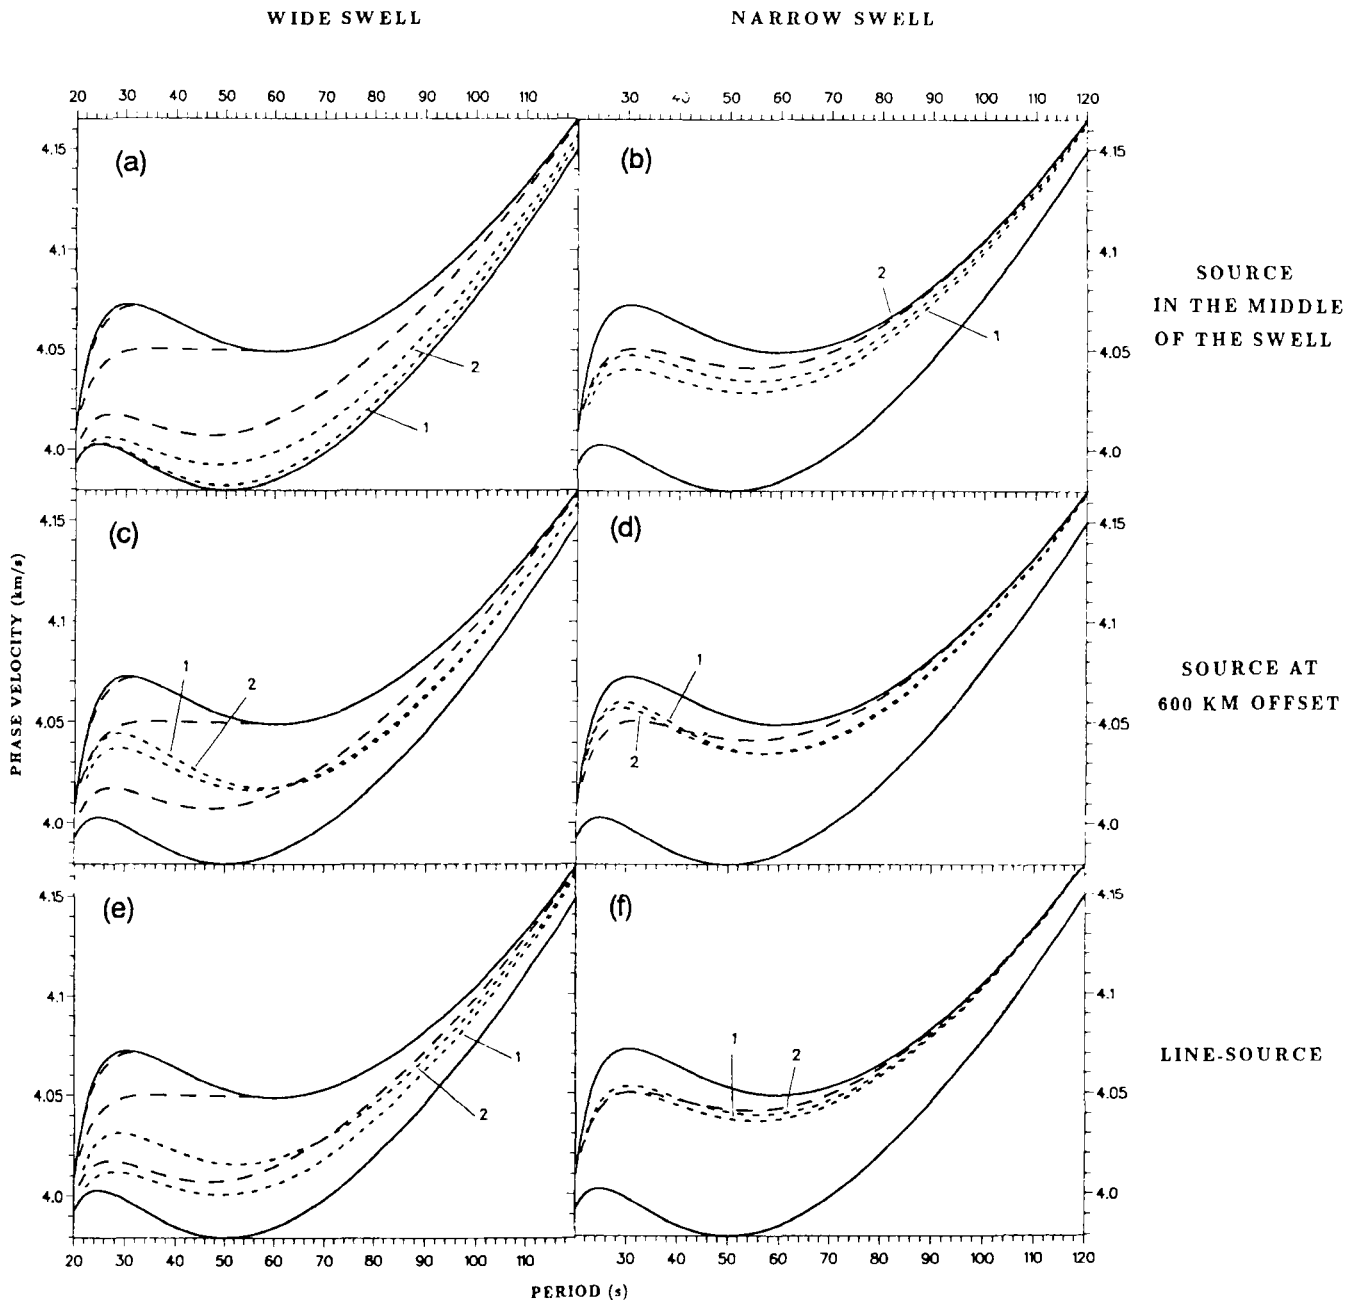 WIDE SWELL
NARROW SWELL
20 30 40 50 60 70 80 90 100 110
30 40 50 60 70 80 90 100 110 120
(a)
4.15
4.1
4.05
4.0
2
1
(b)
2
1
4.15
4.1
4.05
4.0
SOURCE
IN THE MIDDLE
OF THE SWELL
(c)
4.15
4.1
4.05
4.0
1
2
(d)
1
2
4.15
4.1
4.05
4.0
SOURCE AT
600 KM OFFSET
PHASE VELOCITY (km/s)
(e)
4.15
4.1
4.05
4.0
1
2
(f)
1
2
4.15
4.1
4.05
4.0
LINE-SOURCE
20 30 40 50 60 70 80 90 100 110
30 40 50 60 70 80 90 100 110 120
PERIOD (s)